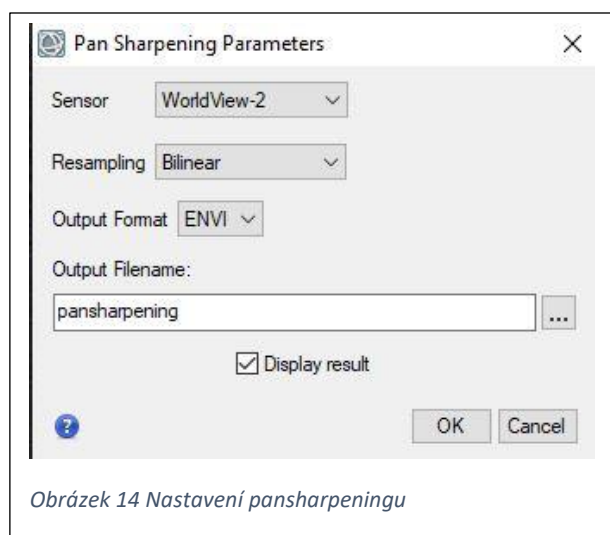 Pan Sharpening Parameters
Sensor WorldView-2
Resampling Bilinear
Output Format ENVI
Output Filename:
pansharpening ...
Display result
? OK Cancel
Obrázek 14 Nastavení pansharpeningu